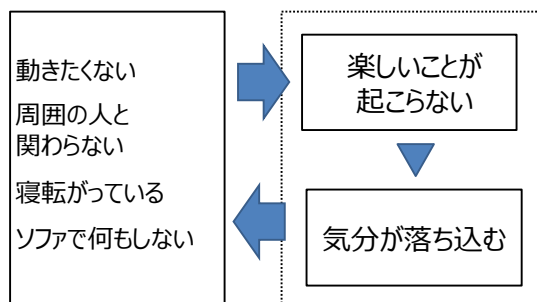 動きたくない
周囲の人と
関わらない
寝転がっている
ソファで何もしない
楽しいことが
起こらない
気分が落ち込む